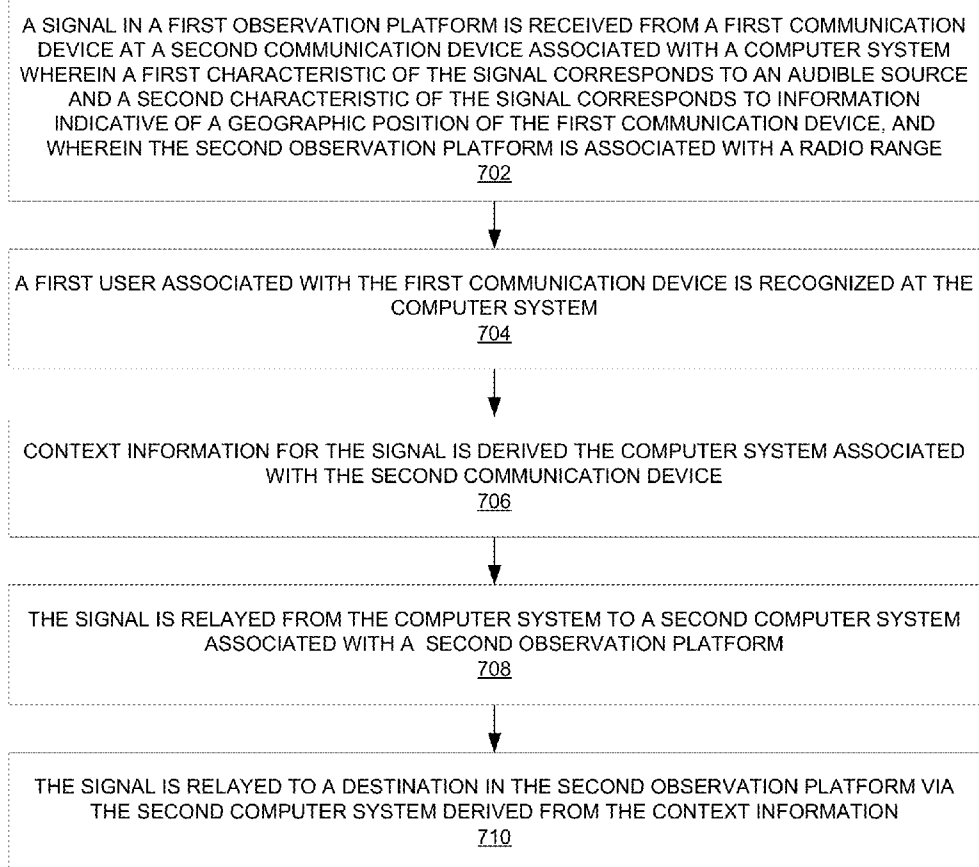 A SIGNAL IN A FIRST OBSERVATION PLATFORM IS RECEIVED FROM A FIRST COMMUNICATION
DEVICE AT A SECOND COMMUNICATION DEVICE ASSOCIATED WITH A COMPUTER SYSTEM
WHEREIN A FIRST CHARACTERISTIC OF THE SIGNAL CORRESPONDS TO AN AUDIBLE SOURCE
AND A SECOND CHARACTERISTIC OF THE SIGNAL CORRESPONDS TO INFORMATION
INDICATIVE OF A GEOGRAPHIC POSITION OF THE FIRST COMMUNICATION DEVICE, AND
WHEREIN THE SECOND OBSERVATION PLATFORM IS ASSOCIATED WITH A RADIO RANGE
702
A FIRST USER ASSOCIATED WITH THE FIRST COMMUNICATION DEVICE IS RECOGNIZED AT THE
COMPUTER SYSTEM
704
CONTEXT INFORMATION FOR THE SIGNAL IS DERIVED THE COMPUTER SYSTEM ASSOCIATED
WITH THE SECOND COMMUNICATION DEVICE
706
THE SIGNAL IS RELAYED FROM THE COMPUTER SYSTEM TO A SECOND COMPUTER SYSTEM
ASSOCIATED WITH A SECOND OBSERVATION PLATFORM
708
THE SIGNAL IS RELAYED TO A DESTINATION IN THE SECOND OBSERVATION PLATFORM VIA
THE SECOND COMPUTER SYSTEM DERIVED FROM THE CONTEXT INFORMATION
710